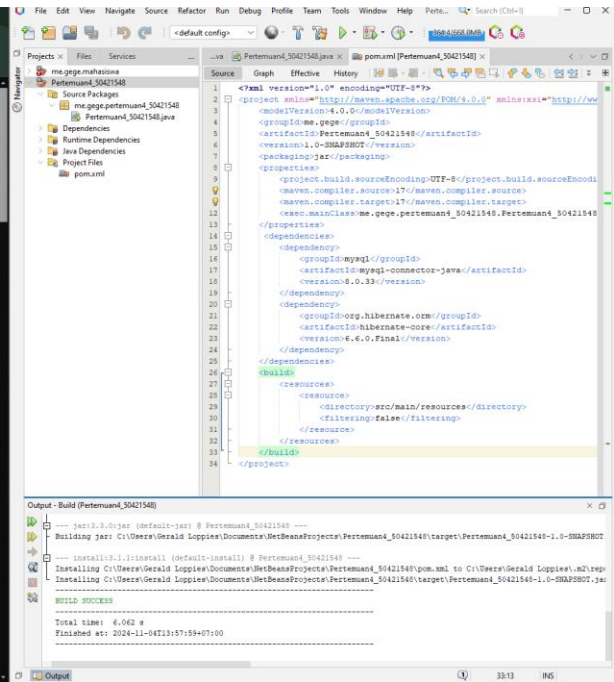 File Edit View Navigate Source Refactor Run Debug Profile Team Tools Window Help Perte... Search (Ctrl+I)
<default config>
364.4/668.0MB
Projects Files Services
...va Pertemuan4_50421548.java pom.xml [Pertemuan4_50421548]
Navigator
me.gege.mahasiswa
Pertemuan4_50421548
Source Packages
me.gege.pertemuan4_50421548
Pertemuan4_50421548.java
Dependencies
Runtime Dependencies
Java Dependencies
Project Files
pom.xml
Source Graph Effective History
1 <?xml version="1.0" encoding="UTF-8"?>
2 <project xmlns="http://maven.apache.org/POM/4.0.0" xmlns:xsi="http://ww
3 <modelVersion>4.0.0</modelVersion>
4 <groupId>me.gege</groupId>
5 <artifactId>Pertemuan4_50421548</artifactId>
6 <version>1.0-SNAPSHOT</version>
7 <packaging>jar</packaging>
8 <properties>
9 <project.build.sourceEncoding>UTF-8</project.build.sourceEncodi
<maven.compiler.source>17</maven.compiler.source>
<maven.compiler.target>17</maven.compiler.target>
12 <exec.mainClass>me.gege.pertemuan4_50421548.Pertemuan4_50421548
13 </properties>
14 <dependencies>
15 <dependency>
16 <groupId>mysql</groupId>
17 <artifactId>mysql-connector-java</artifactId>
18 <version>8.0.33</version>
19 </dependency>
20 <dependency>
21 <groupId>org.hibernate.orm</groupId>
22 <artifactId>hibernate-core</artifactId>
23 <version>6.6.0.Final</version>
24 </dependency>
25 </dependencies>
26 <build>
27 <resources>
28 <resource>
29 <directory>src/main/resources</directory>
30 <filtering>false</filtering>
31 </resource>
32 </resources>
33 </build>
34 </project>
Output - Build (Pertemuan4_50421548)
--- jar:3.3.0:jar (default-jar) @ Pertemuan4_50421548 ---
Building jar: C:\Users\Gerald Loppies\Documents\NetBeansProjects\Pertemuan4_50421548\target\Pertemuan4_50421548-1.0-SNAPSHOT
--- install:3.1.1:install (default-install) @ Pertemuan4_50421548 ---
Installing C:\Users\Gerald Loppies\Documents\NetBeansProjects\Pertemuan4_50421548\pom.xml to C:\Users\Gerald Loppies\.m2\rep
Installing C:\Users\Gerald Loppies\Documents\NetBeansProjects\Pertemuan4_50421548\target\Pertemuan4_50421548-1.0-SNAPSHOT.ja
------------------------------------------------------------------------
BUILD SUCCESS
------------------------------------------------------------------------
Total time: 6.062 s
Finished at: 2024-11-04T13:57:59+07:00
------------------------------------------------------------------------
Output
33:13 INS